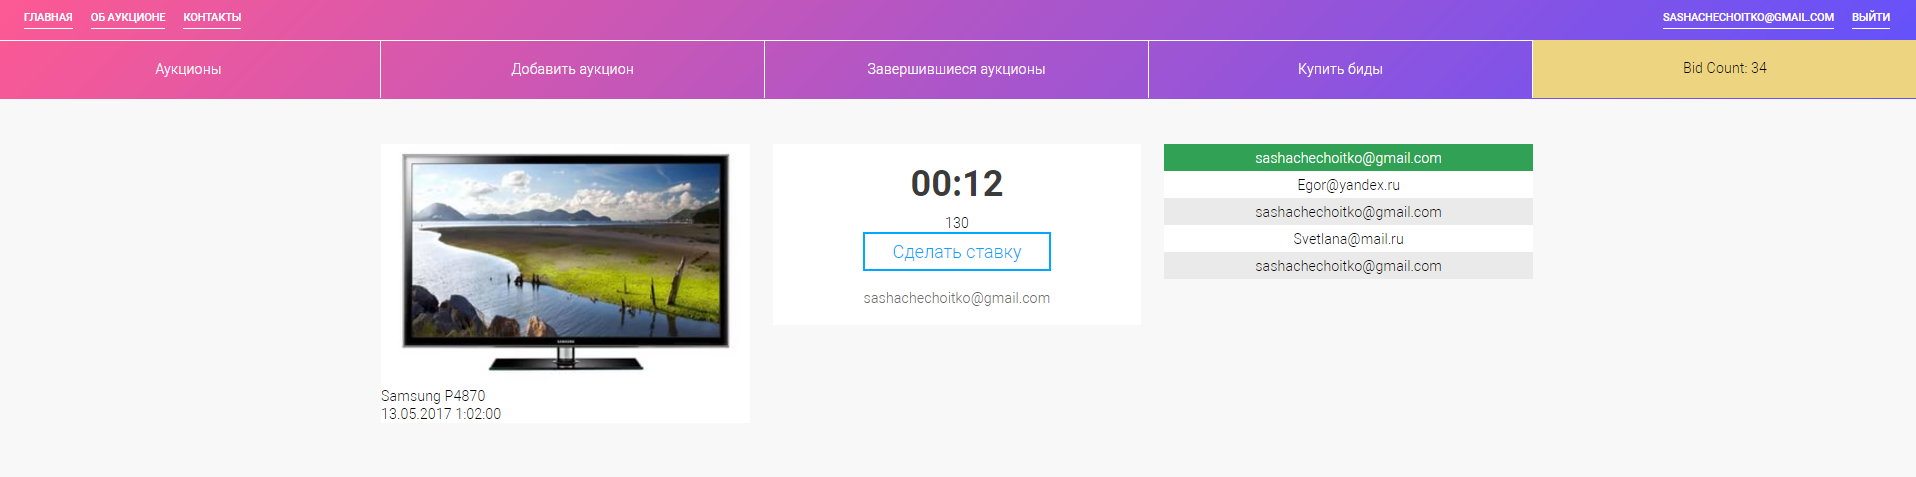 ГЛАВНАЯ ОБ АУКЦИОНЕ КОНТАКТЫ SASHACHECHOITKO@GMAIL.COM ВЫЙТИ
Аукционы Добавить аукцион Завершившиеся аукционы Купить биды Bid Count: 34
SAMSUNG
Samsung P4870
13.05.2017 1:02:00
00:12
130
Сделать ставку
sashachechoitko@gmail.com
sashachechoitko@gmail.com
Egor@yandex.ru
sashachechoitko@gmail.com
Svetlana@mail.ru
sashachechoitko@gmail.com